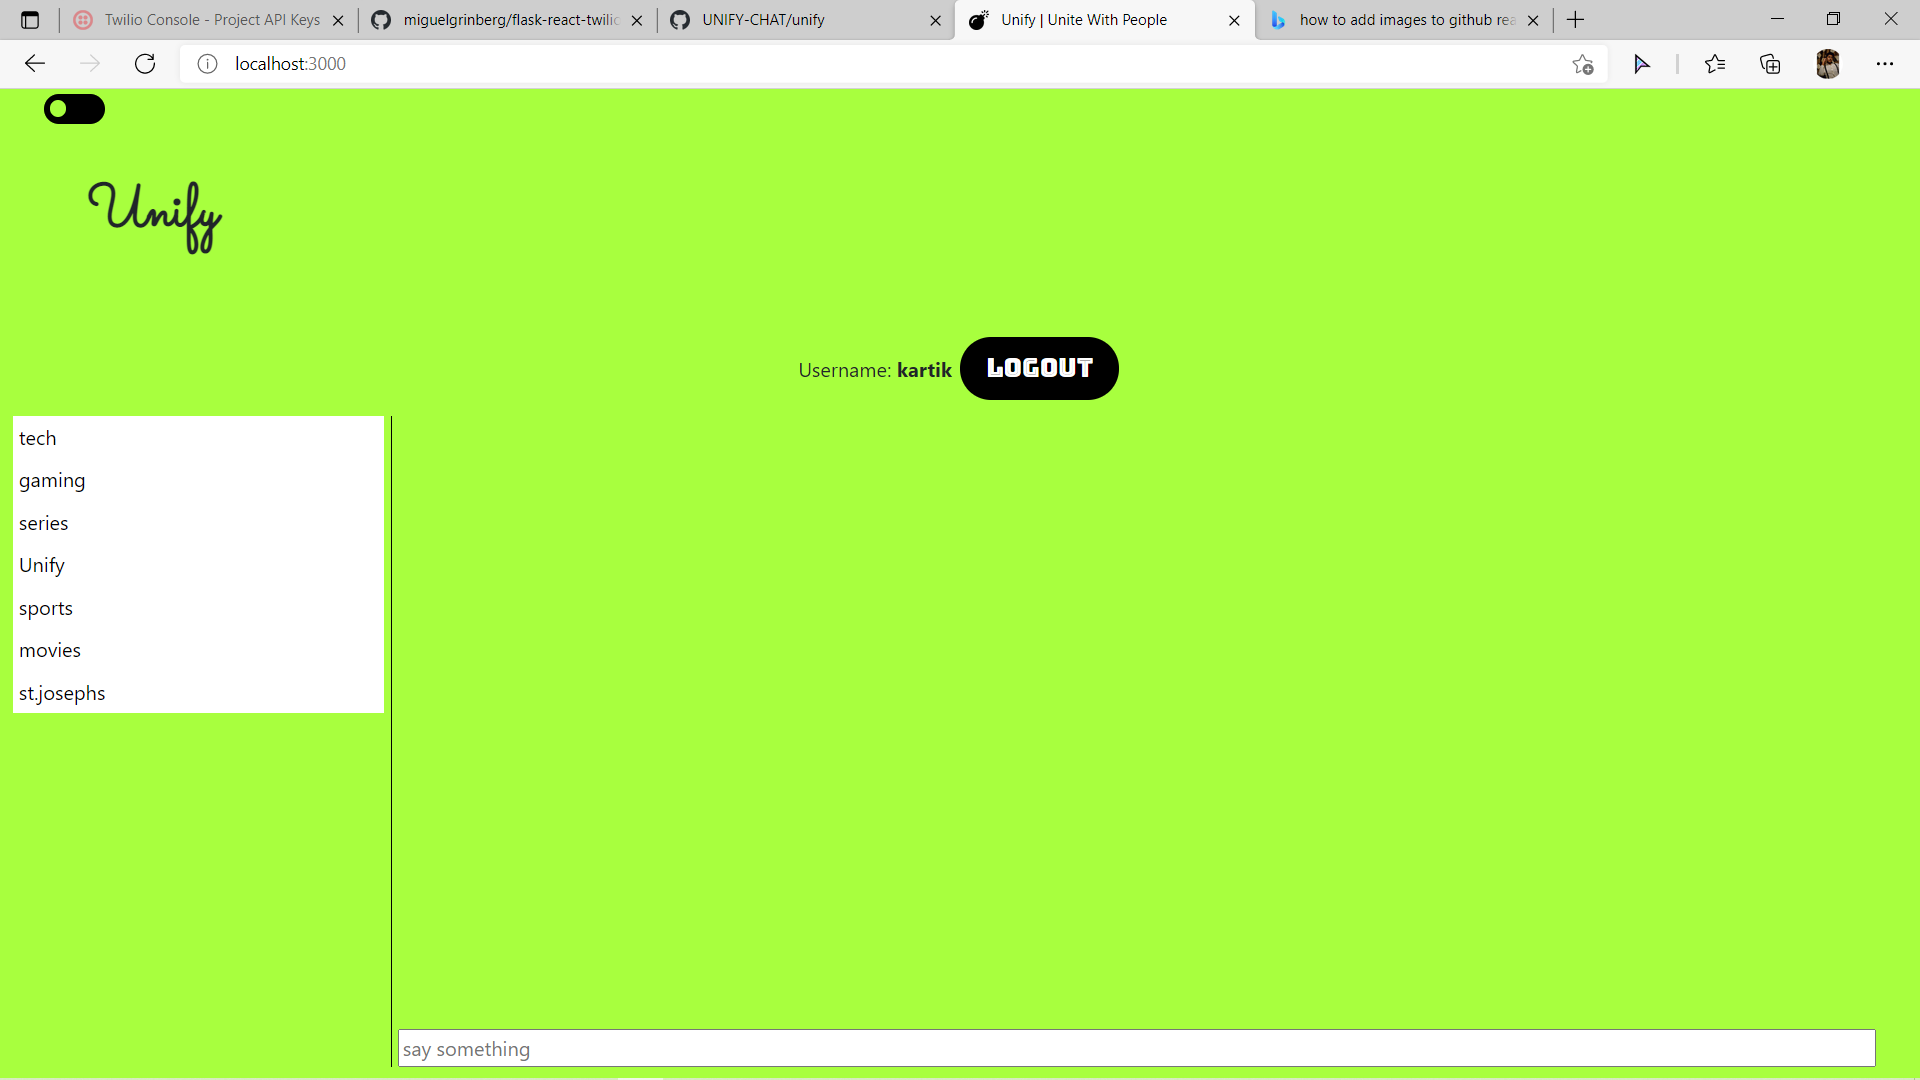 Twilio Console - Project API Keys
miguelgrinberg/flask-react-twilio
UNIFY-CHAT/unify
Unify | Unite With People
how to add images to github rea
localhost:3000
Unify
Username: kartik
LOGOUT
tech
gaming
series
Unify
sports
movies
st.josephs
say something